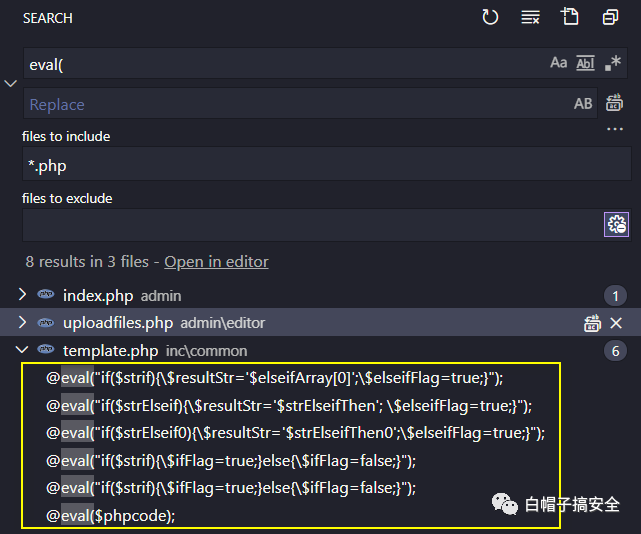 SEARCH
eval(
Aa Abl .*
Replace
AB
...
files to include
*.php
files to exclude
8 results in 3 files - Open in editor
index.php admin 1
uploadfiles.php admin\editor
template.php inc\common 6
@eval("if($strif){\$resultStr='$elseifArray[0]';\$elseifFlag=true;}");
@eval("if($strElseif){\$resultStr='$strElseifThen'; \$elseifFlag=true;}");
@eval("if($strElseif0){\$resultStr='$strElseifThen0';\$elseifFlag=true;}");
@eval("if($strif){\$ifFlag=true;}else{\$ifFlag=false;}");
@eval("if($strif){\$ifFlag=true;}else{\$ifFlag=false;}");
@eval($phpcode);
白帽子搞安全